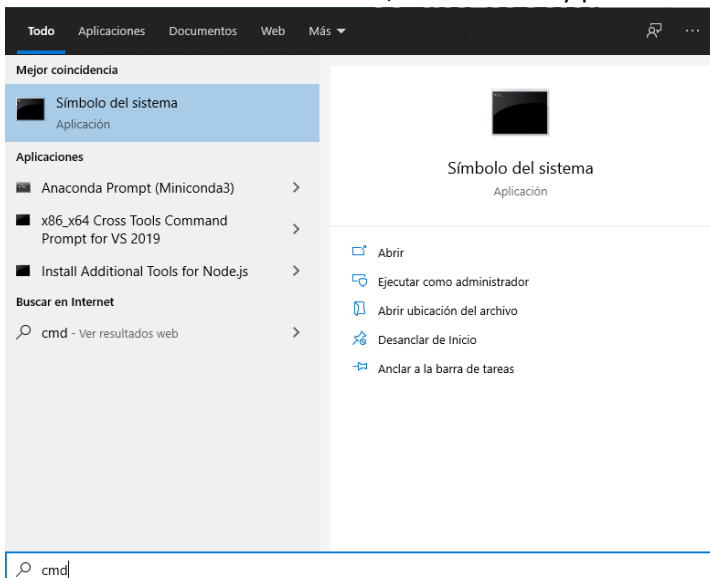 Todo Aplicaciones Documentos Web Más
Mejor coincidencia
Símbolo del sistema
Aplicación
Aplicaciones
Anaconda Prompt (Miniconda3)
x86_x64 Cross Tools Command
Prompt for VS 2019
Install Additional Tools for Node.js
Buscar en Internet
cmd - Ver resultados web
Símbolo del sistema
Aplicación
Abrir
Ejecutar como administrador
Abrir ubicación del archivo
Desanclar de Inicio
Anclar a la barra de tareas
cmd